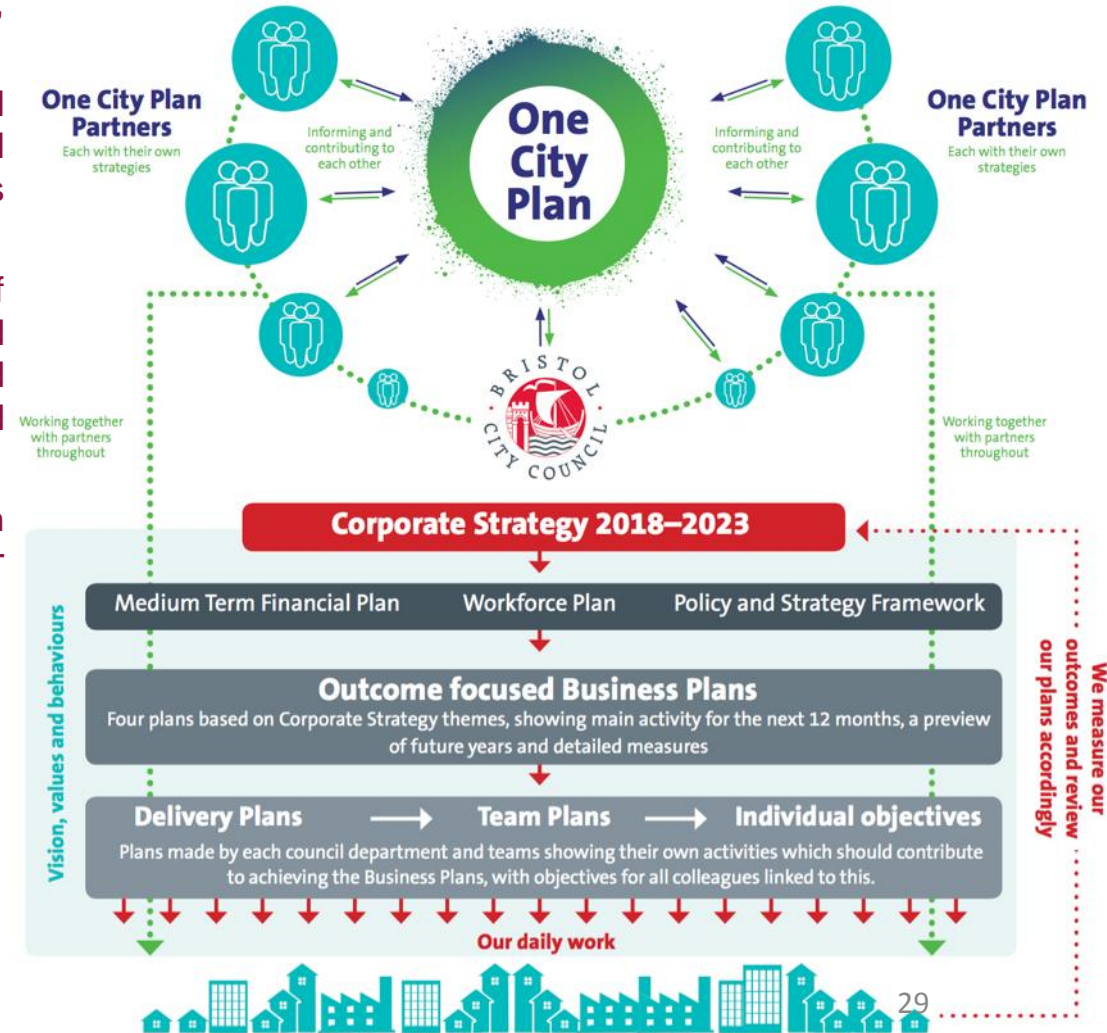 One City Plan
Partners
Each with their own
strategies
Informing and
contributing to
each other
One
City
Plan
Informing and
contributing to
each other
One City Plan
Partners
Each with their own
strategies
Working together
with partners
throughout
BRISTOL
CITY COUNCIL
Working together
with partners
throughout
Corporate Strategy 2018–2023
Medium Term Financial Plan Workforce Plan Policy and Strategy Framework
Outcome focused Business Plans
Four plans based on Corporate Strategy themes, showing main activity for the next 12 months, a preview
of future years and detailed measures
Delivery Plans Team Plans Individual objectives
Plans made by each council department and teams showing their own activities which should contribute
to achieving the Business Plans, with objectives for all colleagues linked to this.
Our daily work
Vision, values and behaviours
We measure our
outcomes and review
our plans accordingly
29